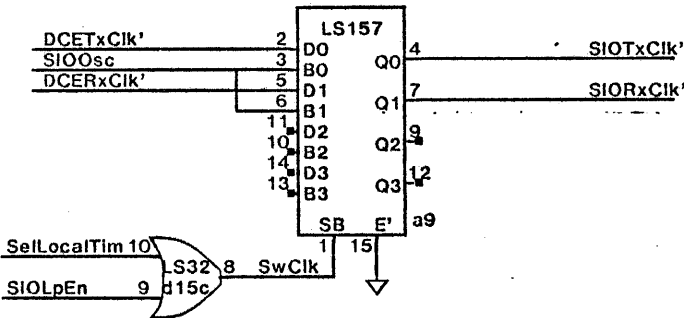 LS157
DCETxClk' 2 D0
SIOOsc 3 B0
DCERxClk' 5 D1
6 B1
11 D2
10 B2
14 D3
13 B3
Q0 4 SIOTxClk'
Q1 7 SIORxClk'
Q2 9
Q3 12
SB E' a9
1 15
SelLocalTim 10
LS32 8 SwClk
SIOLpEn 9 d15c